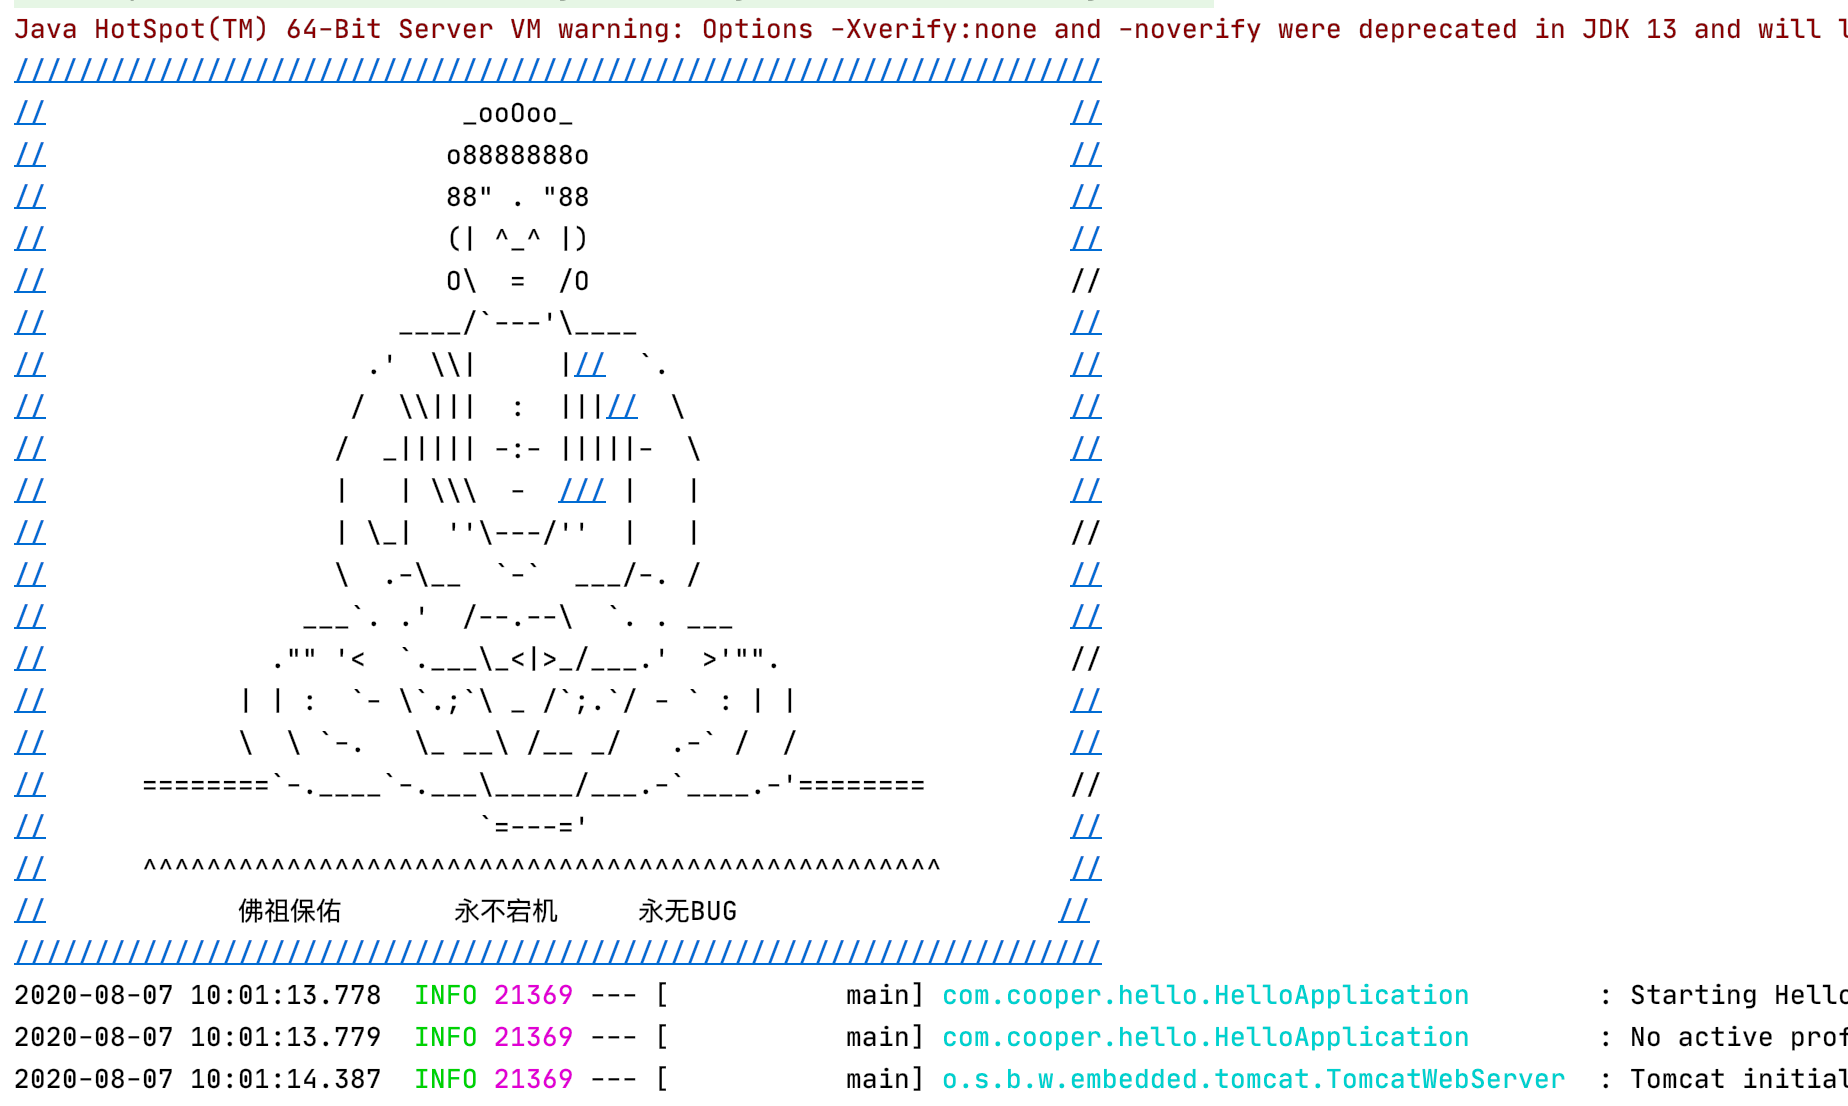 Java HotSpot(TM) 64-Bit Server VM warning: Options -Xverify:none and -noverify were deprecated in JDK 13 and will
////////////////////////////////////////////////////////////////////
//                          _ooOoo_                               //
//                         o8888888o                              //
//                         88" . "88                              //
//                         (| ^_^ |)                              //
//                         O\  =  /O                              //
//                      ____/`---'\____                           //
//                    .'  \\|     |//  `.                         //
//                   /  \\|||  :  |||//  \                        //
//                  /  _||||| -:- |||||-  \                       //
//                  |   | \\\  -  /// |   |                       //
//                  | \_|  ''\---/''  |   |                       //
//                  \  .-\__  `-`  ___/-. /                       //
//                ___`. .'  /--.--\  `. . ___                     //
//              ."" '<  `.___\_<|>_/___.'  >'"".                  //
//            | | :  `- \`.;`\ _ /`;.`/ - ` : | |                 //
//            \  \ `-.   \_ __\ /__ _/   .-` /  /                 //
//      ========`-.____`-.___\_____/___.-`____.-'========         //
//                           `=---='                              //
//      ^^^^^^^^^^^^^^^^^^^^^^^^^^^^^^^^^^^^^^^^^^^^^^^^^^        //
//            佛祖保佑       永不宕机     永无BUG                    //
////////////////////////////////////////////////////////////////////
2020-08-07 10:01:13.778  INFO 21369 --- [           main] com.cooper.hello.HelloApplication        : Starting Hello
2020-08-07 10:01:13.779  INFO 21369 --- [           main] com.cooper.hello.HelloApplication        : No active prof
2020-08-07 10:01:14.387  INFO 21369 --- [           main] o.s.b.w.embedded.tomcat.TomcatWebServer  : Tomcat initial